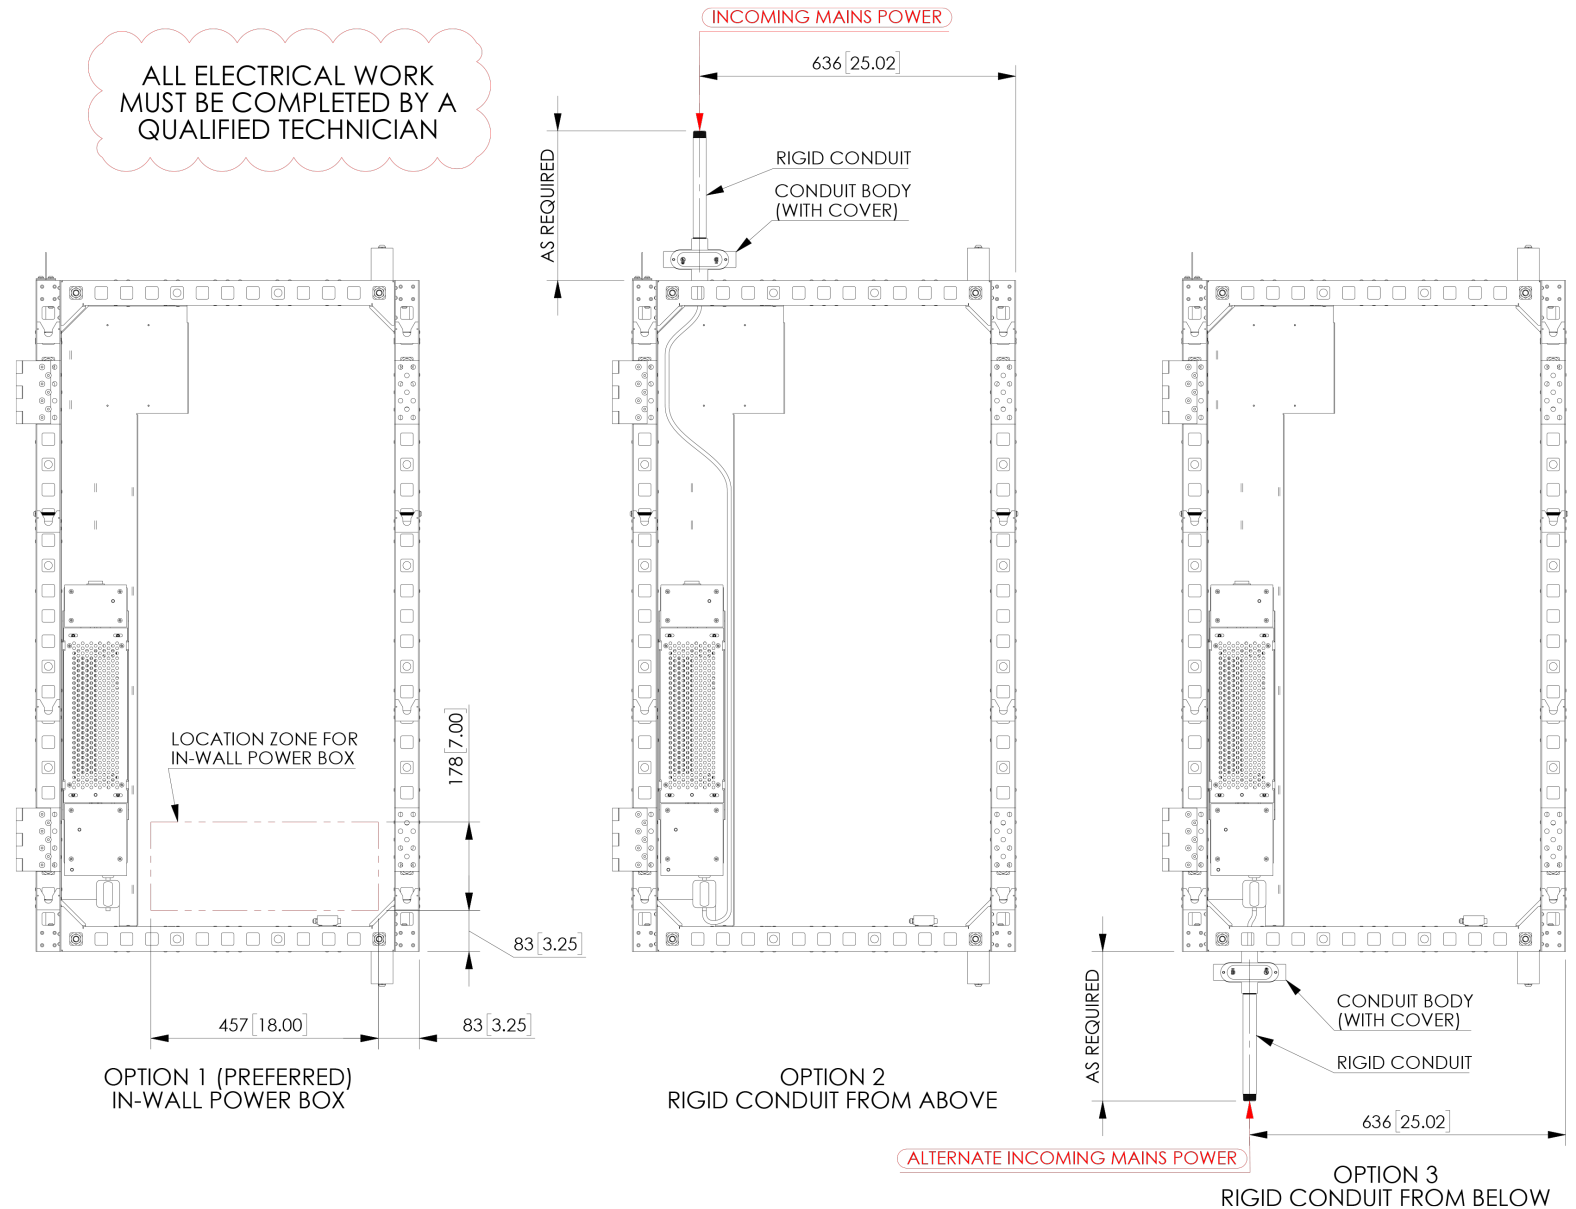 ALL ELECTRICAL WORK
MUST BE COMPLETED BY A
QUALIFIED TECHNICIAN
INCOMING MAINS POWER
636 [25.02]
AS REQUIRED
RIGID CONDUIT
CONDUIT BODY
(WITH COVER)
LOCATION ZONE FOR
IN-WALL POWER BOX
178 [7.00]
83 [3.25]
457 [18.00]
83 [3.25]
OPTION 1 (PREFERRED)
IN-WALL POWER BOX
OPTION 2
RIGID CONDUIT FROM ABOVE
AS REQUIRED
CONDUIT BODY
(WITH COVER)
RIGID CONDUIT
636 [25.02]
ALTERNATE INCOMING MAINS POWER
OPTION 3
RIGID CONDUIT FROM BELOW